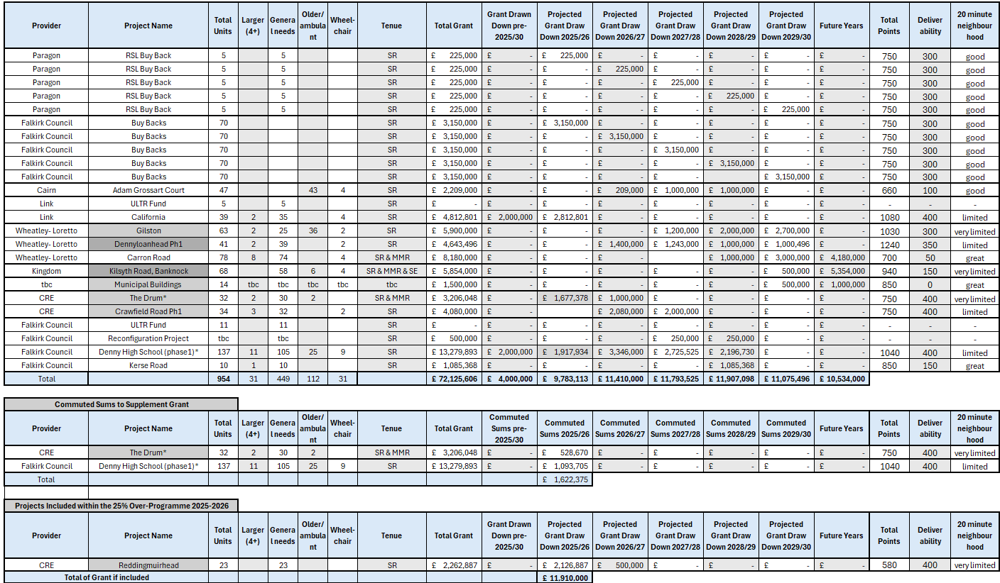 Provider Project Name Total Units Larger (4+) Genera l needs Older/ ambula nt Wheel- chair Tenure Total Grant Grant Drawn Down pre- 2025/30 Projected Grant Draw Down 2025/26 Projected Grant Draw Down 2026/27 Projected Grant Draw Down 2027/28 Projected Grant Draw Down 2028/29 Projected Grant Draw Down 2029/30 Future Years Total Points Deliver ability 20 minute neighbour hood
Paragon RSL Buy Back 5 5 SR £ 225,000 £ - £ 225,000 £ - £ - £ - £ - £ - 750 300 good
Paragon RSL Buy Back 5 5 SR £ 225,000 £ - £ - £ 225,000 £ - £ - £ - £ - 750 300 good
Paragon RSL Buy Back 5 5 SR £ 225,000 £ - £ - £ - £ 225,000 £ - £ - £ - 750 300 good
Paragon RSL Buy Back 5 5 SR £ 225,000 £ - £ - £ - £ - £ 225,000 £ - £ - 750 300 good
Paragon RSL Buy Back 5 5 SR £ 225,000 £ - £ - £ - £ - £ - £ 225,000 £ - 750 300 good
Falkirk Council Buy Backs 70 SR £ 3,150,000 £ - £ 3,150,000 £ - £ - £ - £ - £ - 750 300 good
Falkirk Council Buy Backs 70 SR £ 3,150,000 £ - £ - £ 3,150,000 £ - £ - £ - £ - 750 300 good
Falkirk Council Buy Backs 70 SR £ 3,150,000 £ - £ - £ - £ 3,150,000 £ - £ - £ - 750 300 good
Falkirk Council Buy Backs 70 SR £ 3,150,000 £ - £ - £ - £ - £ 3,150,000 £ - £ - 750 300 good
Falkirk Council Buy Backs 70 SR £ 3,150,000 £ - £ - £ - £ - £ 3,150,000 £ - 750 300 good
Cairn Adam Grossart Court 47 43 4 SR £ 2,209,000 £ - £ - £ 209,000 £ 1,000,000 £ 1,000,000 £ - £ - 660 100 good
Link ULTR Fund 5 5 SR £ - £ - £ - £ - £ - £ - £ - £ - - - -
Link California 39 2 35 4 SR £ 4,812,801 £ 2,000,000 £ 2,812,801 £ - £ - £ - £ - £ - 1080 400 limited
Wheatley- Loretto Gilston 63 2 25 36 2 SR £ 5,900,000 £ - £ - £ - £ 1,200,000 £ 2,000,000 £ 2,700,000 £ - 1030 300 very limited
Wheatley- Loretto Dennyloanhead Ph1 41 2 39 2 SR £ 4,643,496 £ - £ - £ 1,400,000 £ 1,243,000 £ 1,000,000 £ 1,000,496 £ - 1240 350 limited
Wheatley- Loretto Carron Road 78 8 74 4 SR & MMR £ 8,180,000 £ - £ - £ - £ - £ 1,000,000 £ 3,000,000 £ 4,180,000 700 50 great
Kingdom Kilsyth Road, Banknock 68 58 6 4 SR & MMR & SE £ 5,854,000 £ - £ - £ - £ - £ - £ 500,000 £ 5,354,000 940 150 very limited
tbc Municipal Buildings 14 tbc tbc tbc tbc tbc £ 1,500,000 £ - £ - £ - £ - £ - £ 500,000 £ 1,000,000 850 0 great
CRE The Drum* 32 2 30 2 SR & MMR £ 3,206,048 £ - £ 1,677,378 £ 1,000,000 £ - £ - £ - £ - 750 400 very limited
CRE Crawfield Road Ph1 34 3 32 2 SR £ 4,080,000 £ - £ 2,080,000 £ 2,000,000 £ - £ - £ - 750 400 limited
Falkirk Council ULTR Fund 11 11 SR £ - £ - £ - £ - £ - £ - £ - £ - - - -
Falkirk Council Reconfiguration Project tbc tbc SR £ 500,000 £ - £ - £ - £ 250,000 £ 250,000 £ - £ - - - -
Falkirk Council Denny High School (phase1)* 137 11 105 25 9 SR £ 13,279,893 £ 2,000,000 £ 1,917,934 £ 3,346,000 £ 2,725,525 £ 2,196,730 £ - £ - 1040 400 limited
Falkirk Council Kerse Road 10 1 10 SR £ 1,085,368 £ - £ - £ - £ - £ 1,085,368 £ - £ - 850 150 great
Total 954 31 449 112 31 £ 72,125,606 £ 4,000,000 £ 9,783,113 £ 11,410,000 £ 11,793,525 £ 11,907,098 £ 11,075,496 £ 10,534,000
Commuted Sums to Supplement Grant
Provider Project Name Total Units Larger (4+) Genera l needs Older/ ambula nt Wheel- chair Tenure Total Grant Commuted Sums pre- 2025/30 Commuted Sums 2025/26 Commuted Sums 2026/27 Commuted Sums 2027/28 Commuted Sums 2028/29 Commuted Sums 2029/30 Future Years Total Points Deliver ability 20 minute neighbour hood
CRE The Drum* 32 2 30 2 SR & MMR £ 3,206,048 £ - £ 528,670 £ - £ - £ - £ - £ - 750 400 very limited
Falkirk Council Denny High School (phase1)* 137 11 105 25 9 SR £ 13,279,893 £ - £ 1,093,705 £ - £ - £ - £ - £ - 1040 400 limited
Total £ 1,622,375
Projects Included within the 25% Over-Programme 2025-2026
Provider Project Name Total Units Larger (4+) Genera l needs Older/ ambula nt Wheel- chair Tenure Total Grant Grant Drawn Down pre- 2025/30 Projected Grant Draw Down 2025/26 Projected Grant Draw Down 2026/27 Projected Grant Draw Down 2027/28 Projected Grant Draw Down 2028/29 Projected Grant Draw Down 2029/30 Future Years Total Points Deliver ability 20 minute neighbour hood
CRE Reddingmuirhead 23 23 SR £ 2,262,887 £ - £ 2,126,887 £ 500,000 £ - £ - £ - £ - 580 400 very limited
Total of Grant if included £ 11,910,000